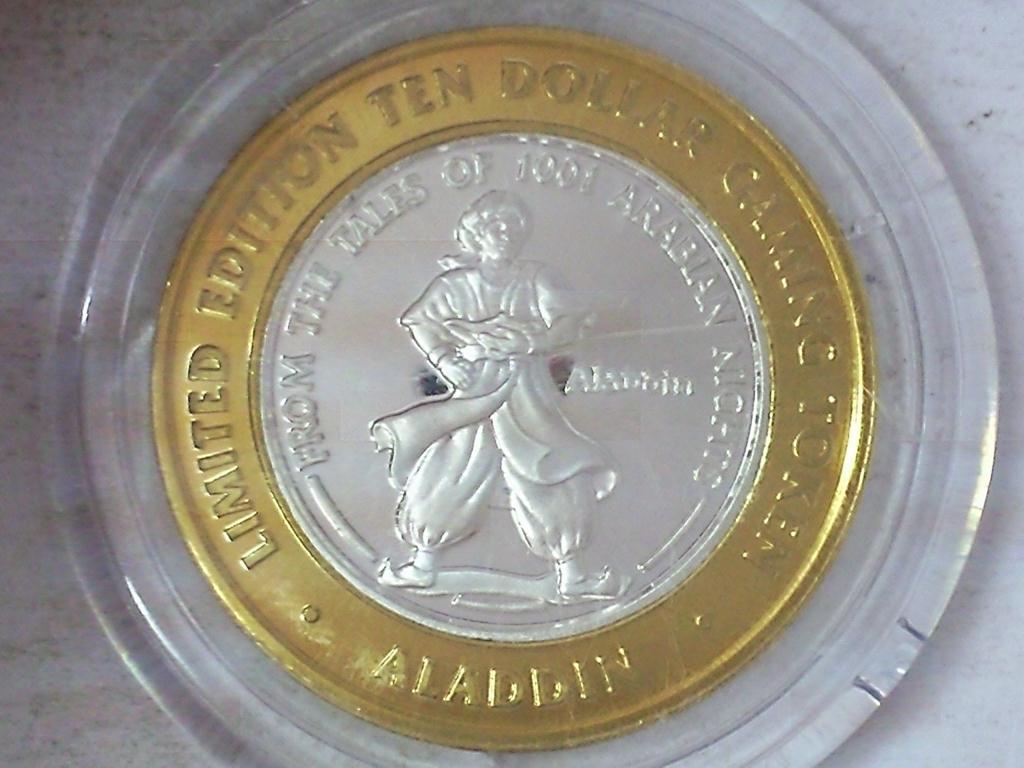 LIMITED EDITION TEN DOLLAR GAMING TOKEN
FROM THE TALES OF 1001 ARABIAN NIGHTS
Aladdin
· ALADDIN ·